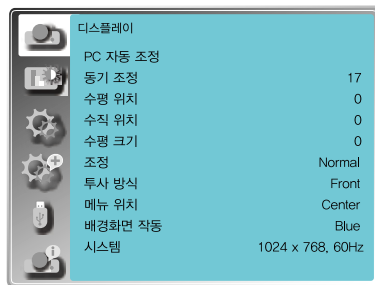 디스플레이
PC 자동 조정
동기 조정 17
수평 위치 0
수직 위치 0
수평 크기 0
조정 Normal
투사 방식 Front
메뉴 위치 Center
배경화면 작동 Blue
시스템 1024 x 768, 60Hz